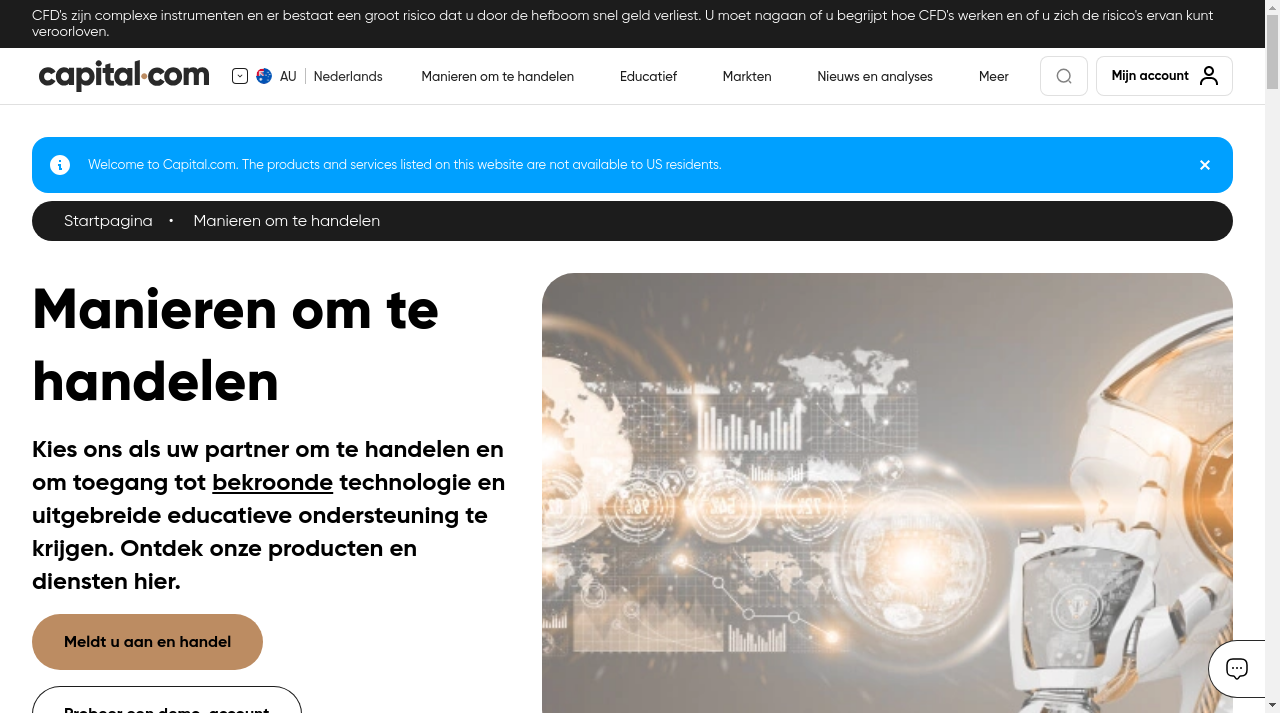 CFD's zijn complexe instrumenten en er bestaat een groot risico dat u door de hefboom snel geld verliest. U moet nagaan of u begrijpt hoe CFD's werken en of u zich de risico's ervan kunt
veroorloven.
capital.com
AU
Nederlands
Manieren om te handelen
Educatief
Markten
Nieuws en analyses
Meer
Mijn account
Welcome to Capital.com. The products and services listed on this website are not available to US residents.
Startpagina • Manieren om te handelen
Manieren om te
handelen
Kies ons als uw partner om te handelen en
om toegang tot bekroonde technologie en
uitgebreide educatieve ondersteuning te
krijgen. Ontdek onze producten en
diensten hier.
Meldt u aan en handel
Probeer een demo-account